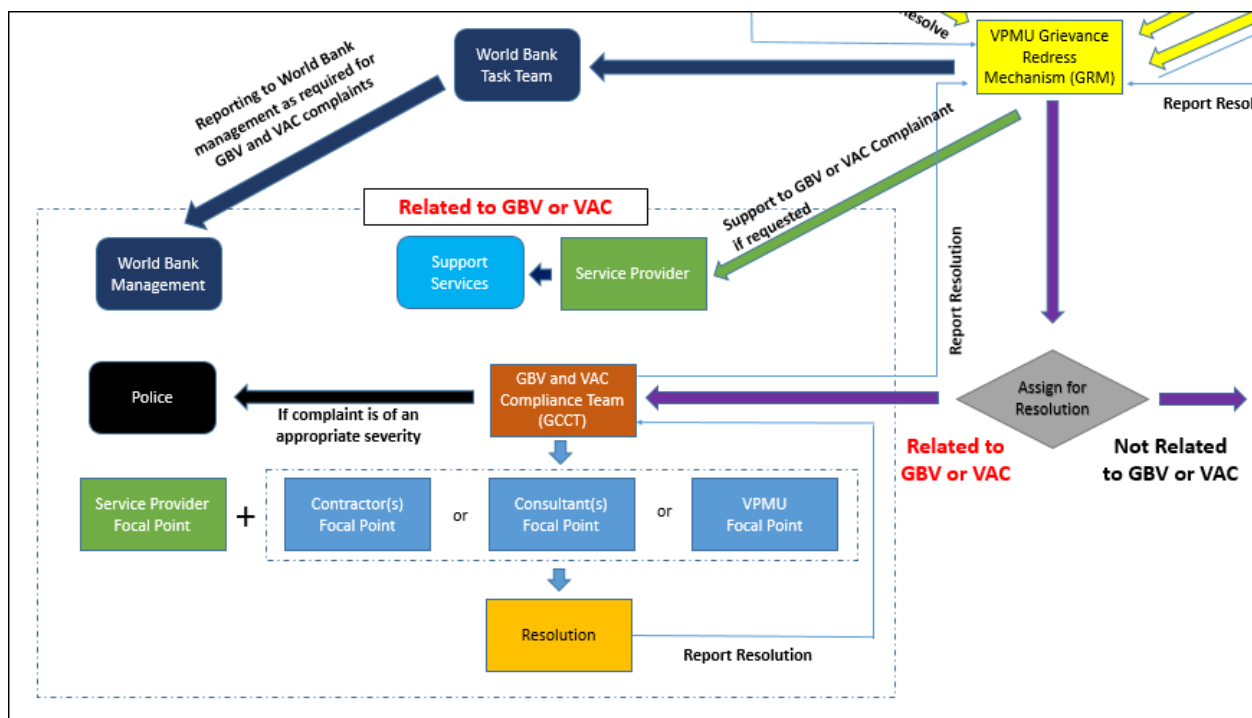 Resolve
VPMU Grievance
Redress
Mechanism (GRM)
World Bank
Task Team
Reporting to World Bank
management as required for
GBV and VAC complaints
Report Resol
Support to GBV or VAC Complainant
if requested
Related to GBV or VAC
World Bank
Management
Support
Services
Service Provider
Report Resolution
Police
If complaint is of an
appropriate severity
GBV and VAC
Compliance Team
(GCCT)
Assign for
Resolution
Related to
GBV or VAC
Not Related
to GBV or VAC
Service Provider
Focal Point
+
Contractor(s)
Focal Point
or
Consultant(s)
Focal Point
or
VPMU
Focal Point
Resolution
Report Resolution